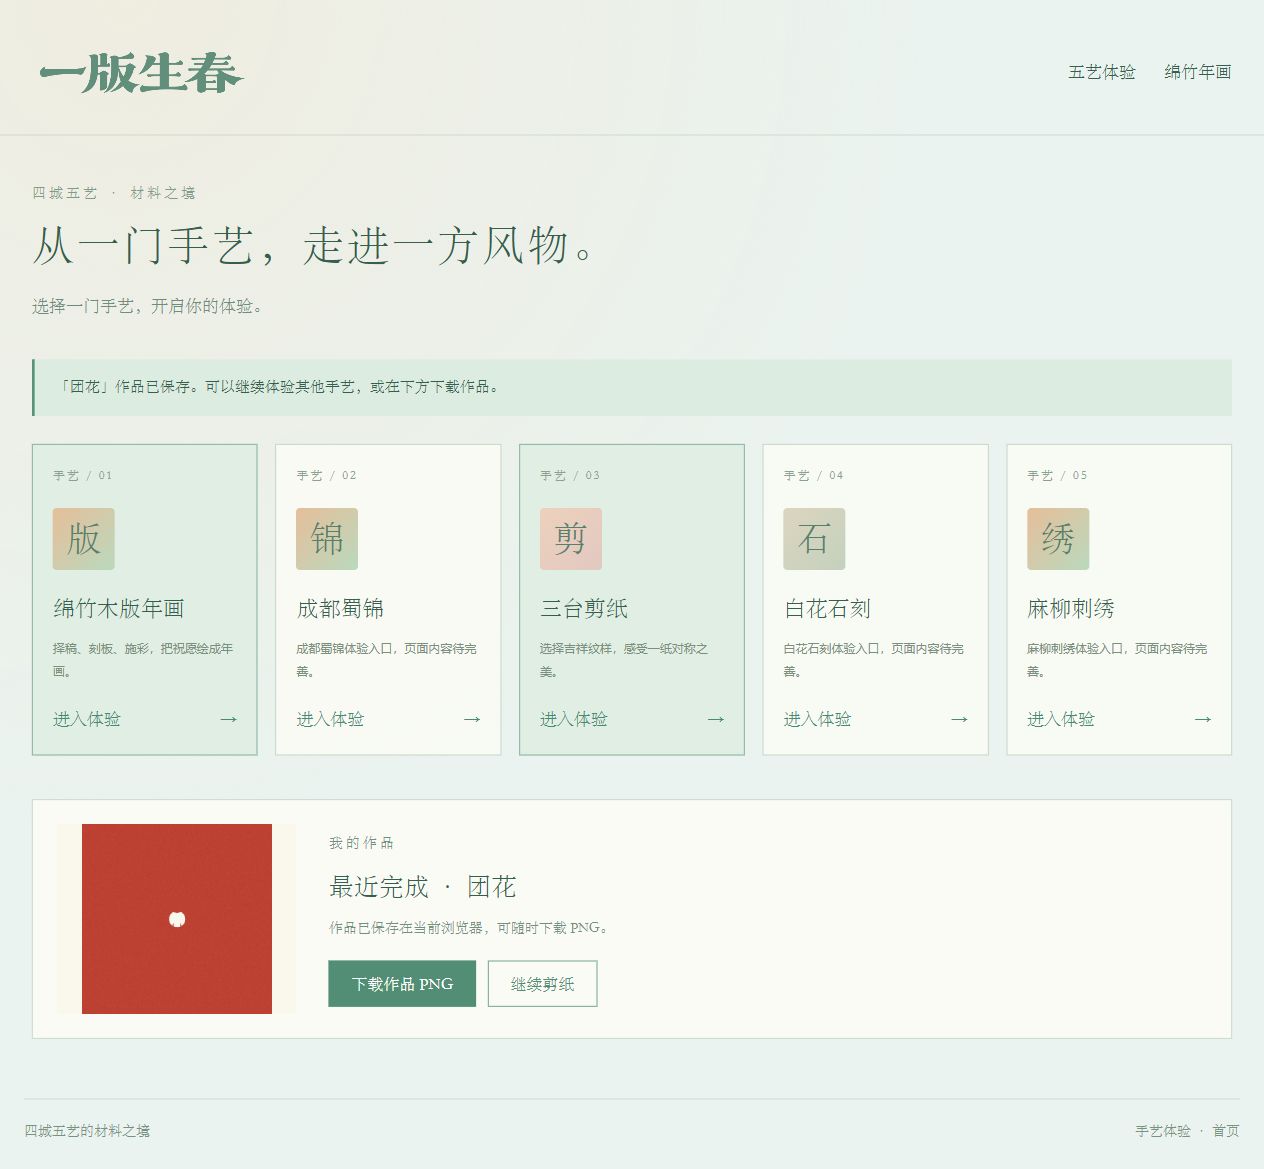 一版生春
五艺体验 绵竹年画
四城五艺 · 材料之境
从一门手艺，走进一方风物。
选择一门手艺，开启你的体验。
「团花」作品已保存。可以继续体验其他手艺，或在下方下载作品。
手艺 / 01
版
绵竹木版年画
择稿、刻板、施彩，把祝愿绘成年
画。
进入体验 →
手艺 / 02
锦
成都蜀锦
成都蜀锦体验入口，页面内容待完
善。
进入体验 →
手艺 / 03
剪
三台剪纸
选择吉祥纹样，感受一纸对称之
美。
进入体验 →
手艺 / 04
石
白花石刻
白花石刻体验入口，页面内容待完
善。
进入体验 →
手艺 / 05
绣
麻柳刺绣
麻柳刺绣体验入口，页面内容待完
善。
进入体验 →
我的作品
最近完成 · 团花
作品已保存在当前浏览器，可随时下载 PNG。
下载作品 PNG 继续剪纸
四城五艺的材料之境
手艺体验 · 首页